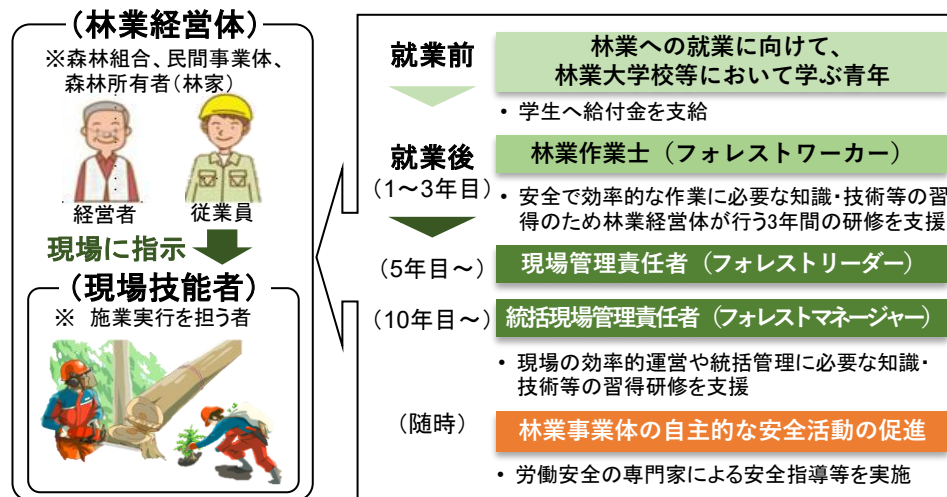 （林業経営体）
※森林組合、民間事業体、
森林所有者（林家）
経営者
従業員
現場に指示
（現場技能者）
※ 施業実行を担う者
就業前
林業への就業に向けて、
林業大学校等において学ぶ青年
・ 学生へ給付金を支給
就業後
（1～3年目）
林業作業士（フォレストワーカー）
・ 安全で効率的な作業に必要な知識・技術等の習
得のため林業経営体が行う3年間の研修を支援
（5年目～）
現場管理責任者（フォレストリーダー）
（10年目～）
統括現場管理責任者（フォレストマネージャー）
・ 現場の効率的運営や統括管理に必要な知識・
技術等の習得研修を支援
（随時）
林業事業体の自主的な安全活動の促進
・ 労働安全の専門家による安全指導等を実施